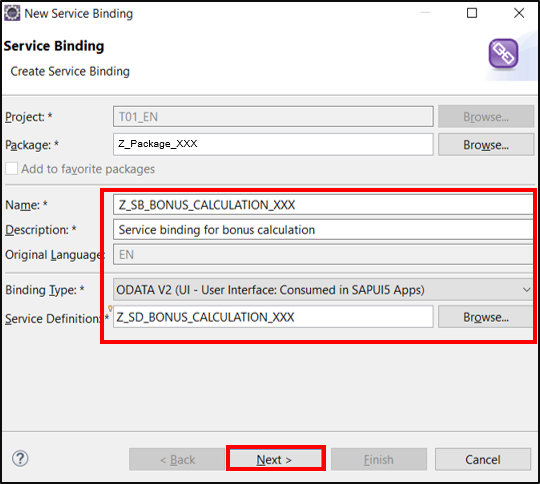 New Service Binding
Service Binding
Create Service Binding
Project: * T01_EN Browse...
Package: * Z_Package_XXX Browse...
Add to favorite packages
Name: * Z_SB_BONUS_CALCULATION_XXX
Description: * Service binding for bonus calculation
Original Language: EN
Binding Type: * ODATA V2 (UI - User Interface: Consumed in SAPUI5 Apps)
Service Definition: * Z_SD_BONUS_CALCULATION_XXX Browse...
? < Back Next > Finish Cancel